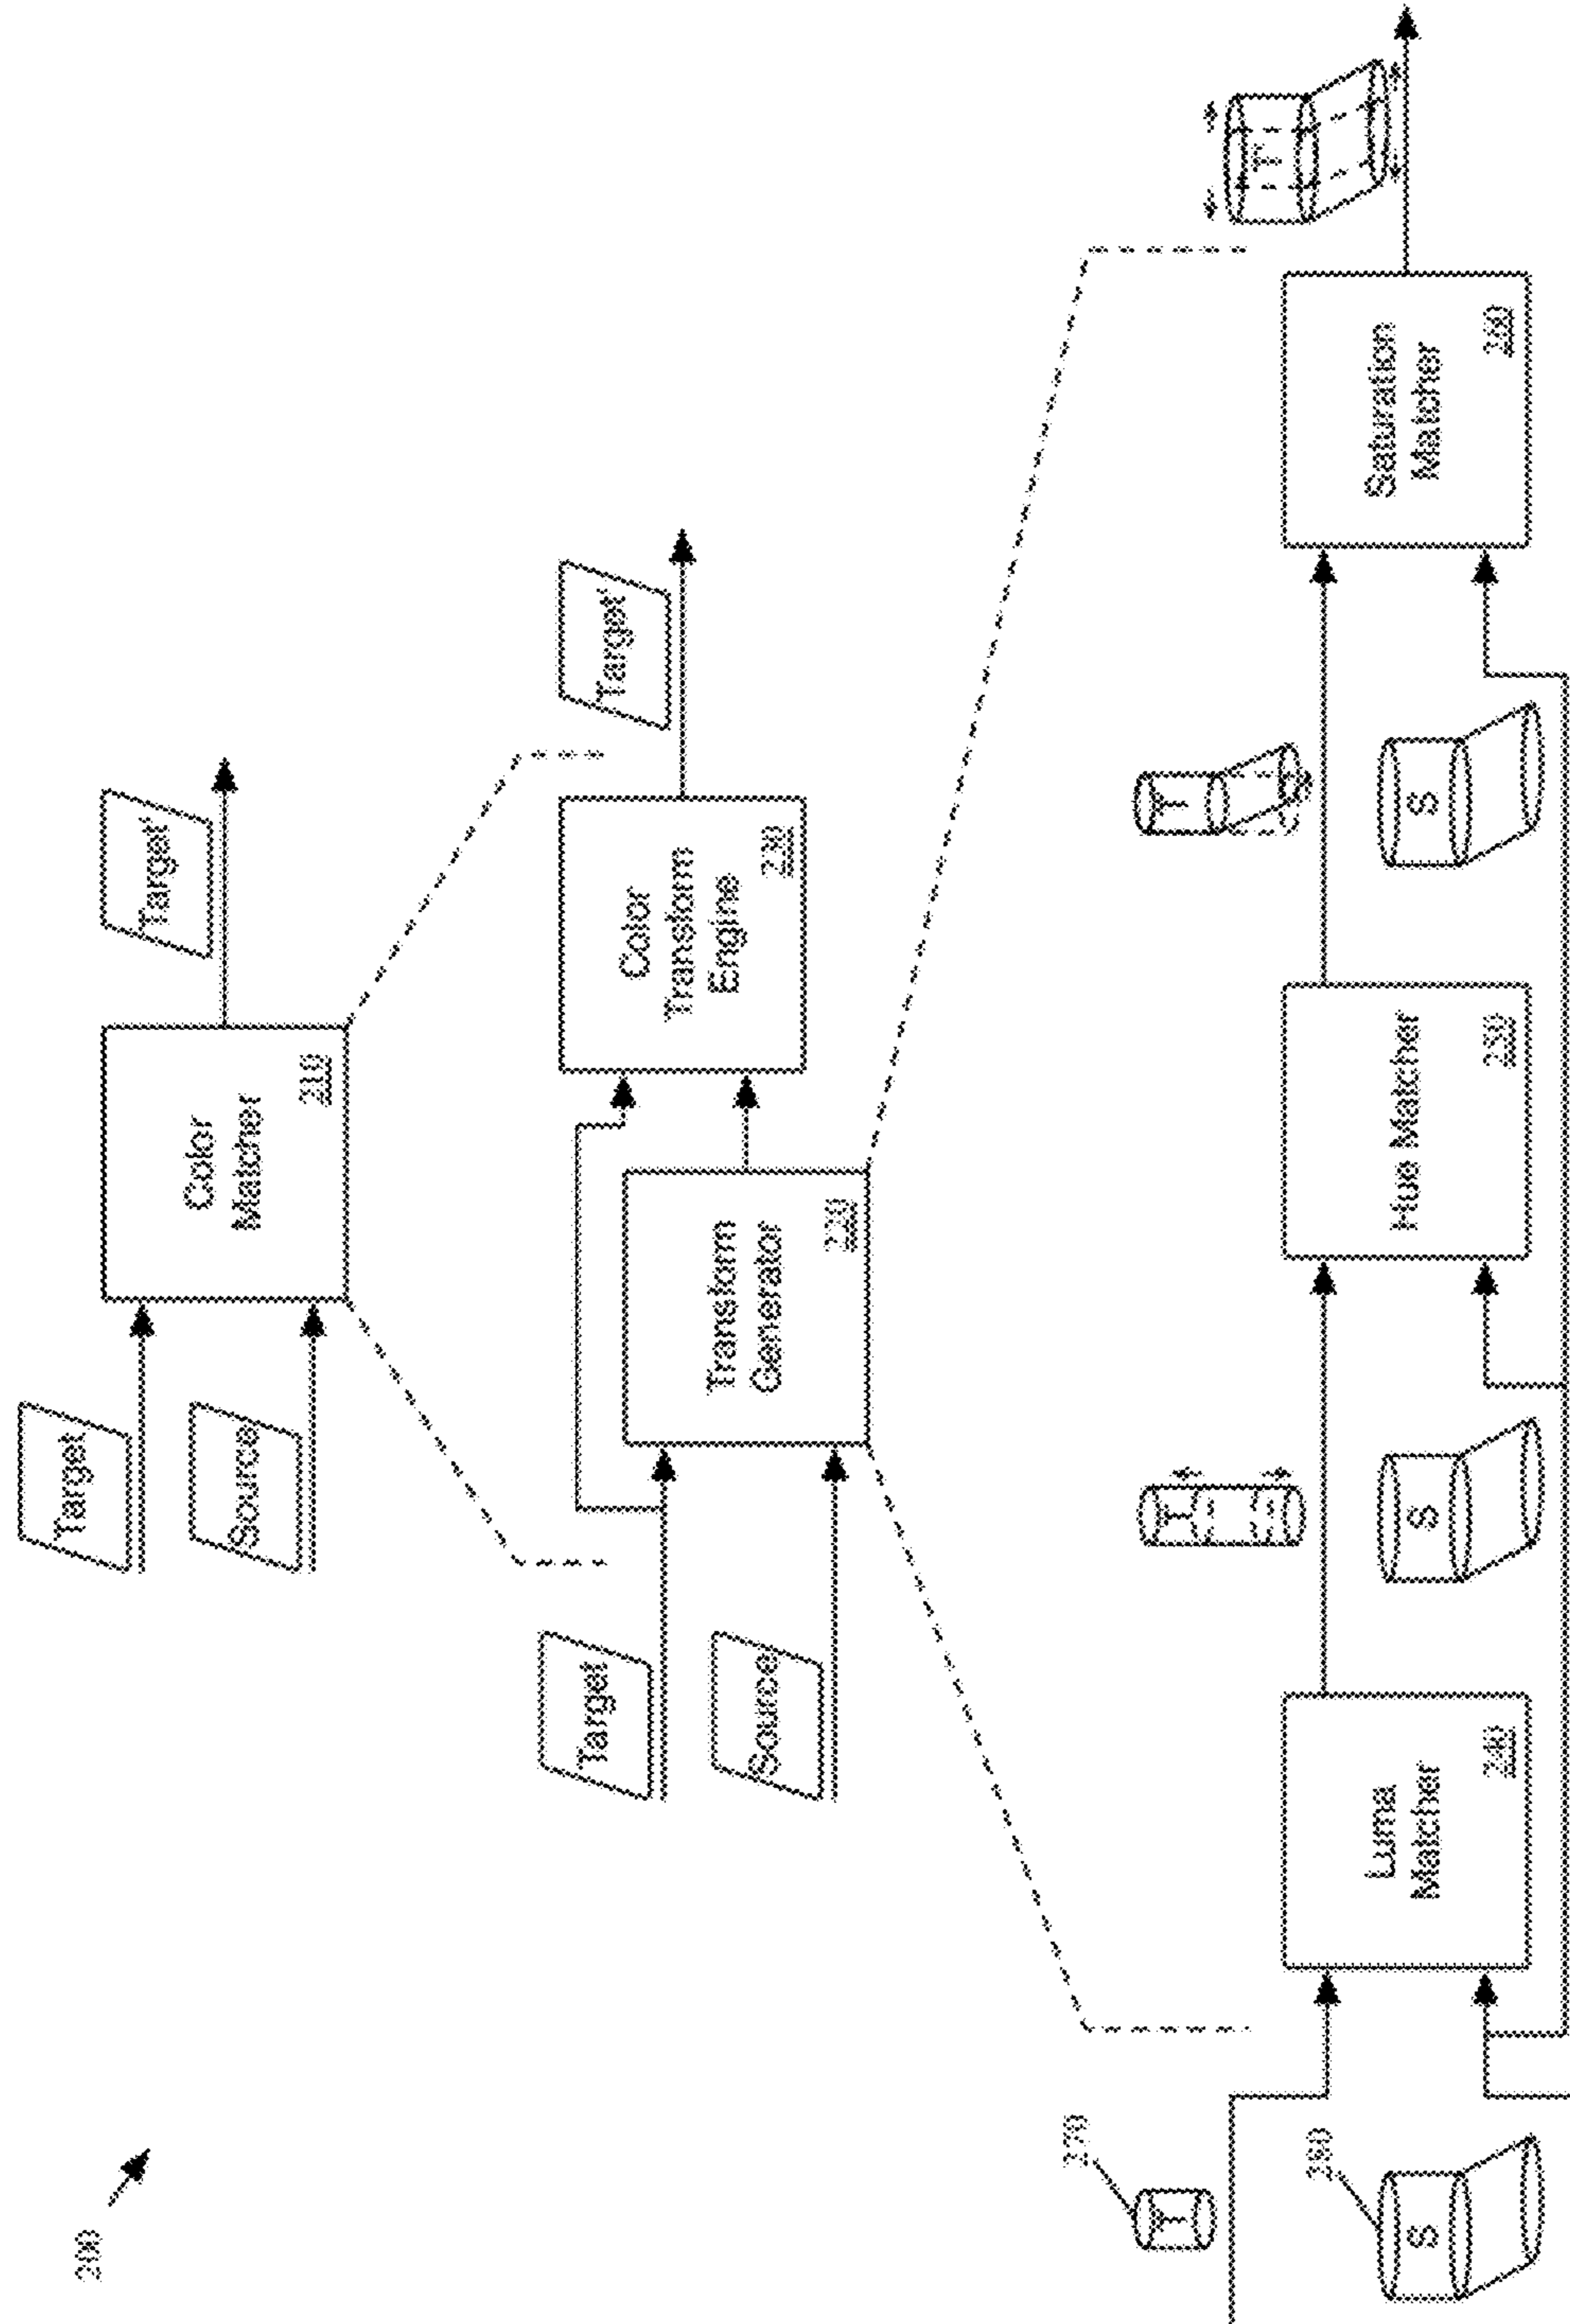 200
Target
Source
Color
Matcher
210
Target'
Target
Source
Transform
Generator
220
Color
Transform
Engine
230
Target'
T
270
S
280
Luma
Matcher
240
T
S
Hue Matcher
250
T
S
Saturation
Matcher
260
T'